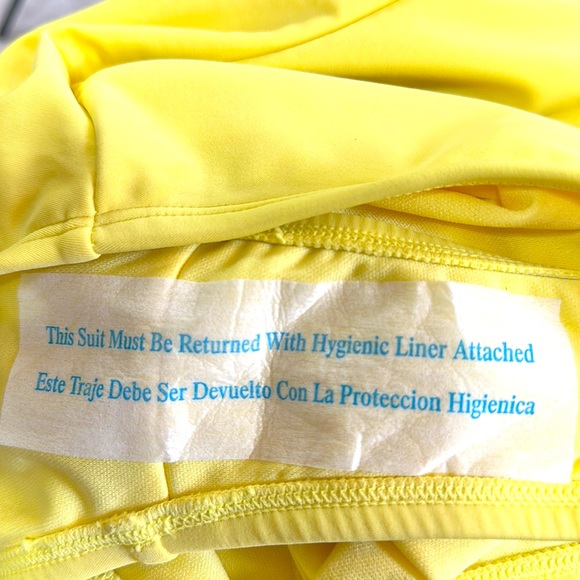 This Suit Must Be Returned With Hygienic Liner Attached
Este Traje Debe Ser Devuelto Con La Proteccion Higienica